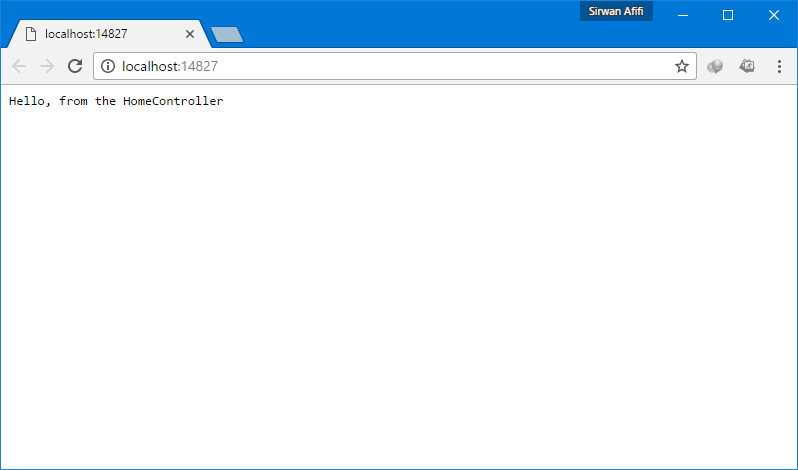 Sirwan Afifi
localhost:14827
localhost:14827
Hello, from the HomeController